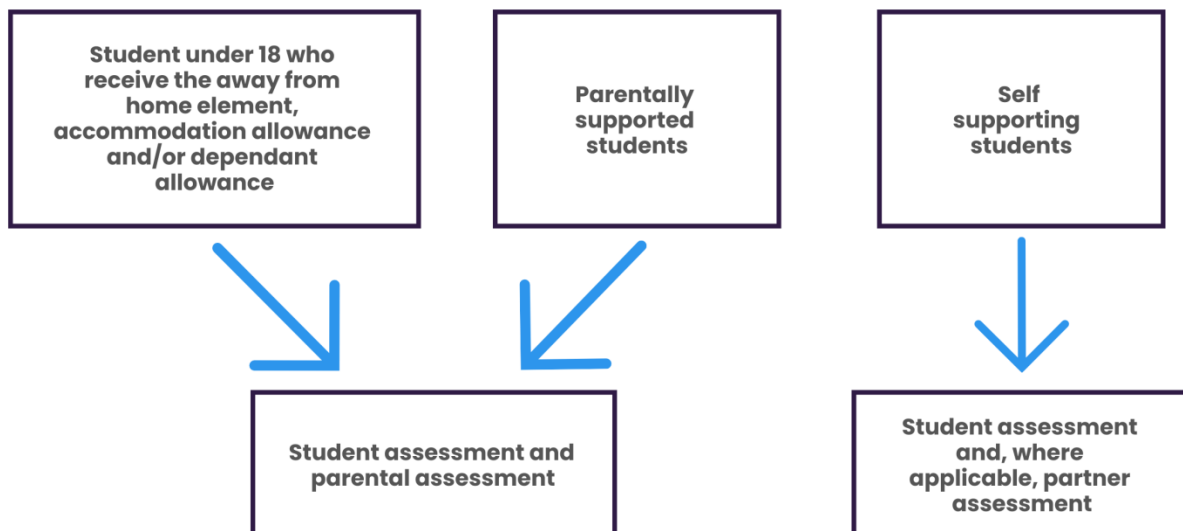 Student under 18 who
receive the away from
home element,
accommodation allowance
and/or dependant
allowance
Parentally
supported
students
Self
supporting
students
Student assessment and
parental assessment
Student assessment
and, where
applicable, partner
assessment